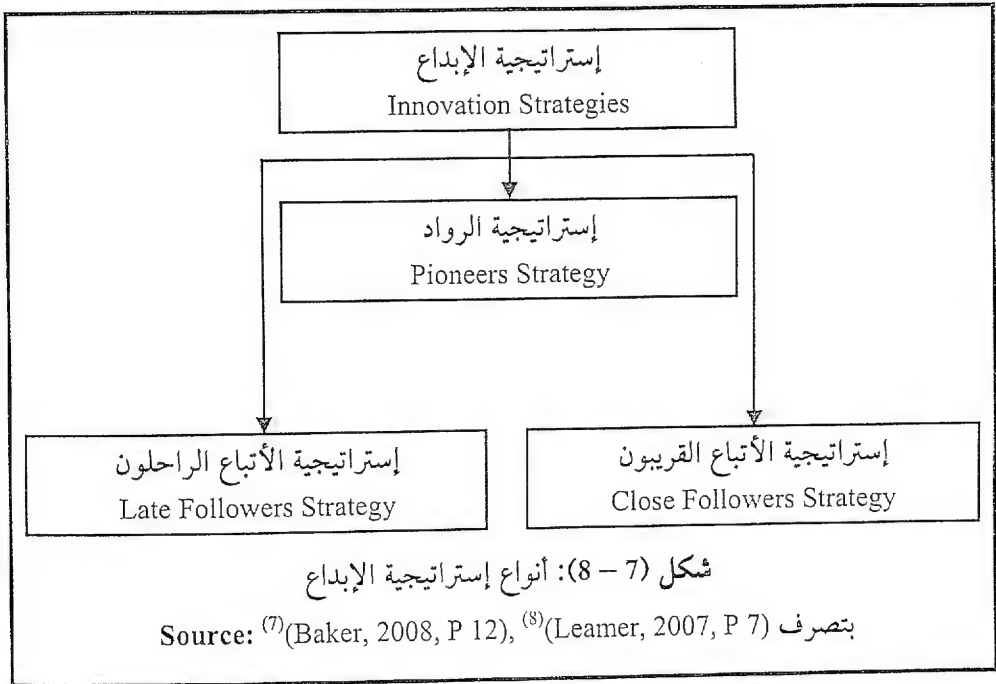 إستراتيجية الإبداع
Innovation Strategies
إستراتيجية الرواد
Pioneers Strategy
إستراتيجية الأتباع القريبون
Close Followers Strategy
إستراتيجية الأتباع الراحلون
Late Followers Strategy
شكل (7 – 8): أنواع إستراتيجية الإبداع
Source: (7)(Baker, 2008, P 12), (8)(Leamer, 2007, P 7) بتصرف